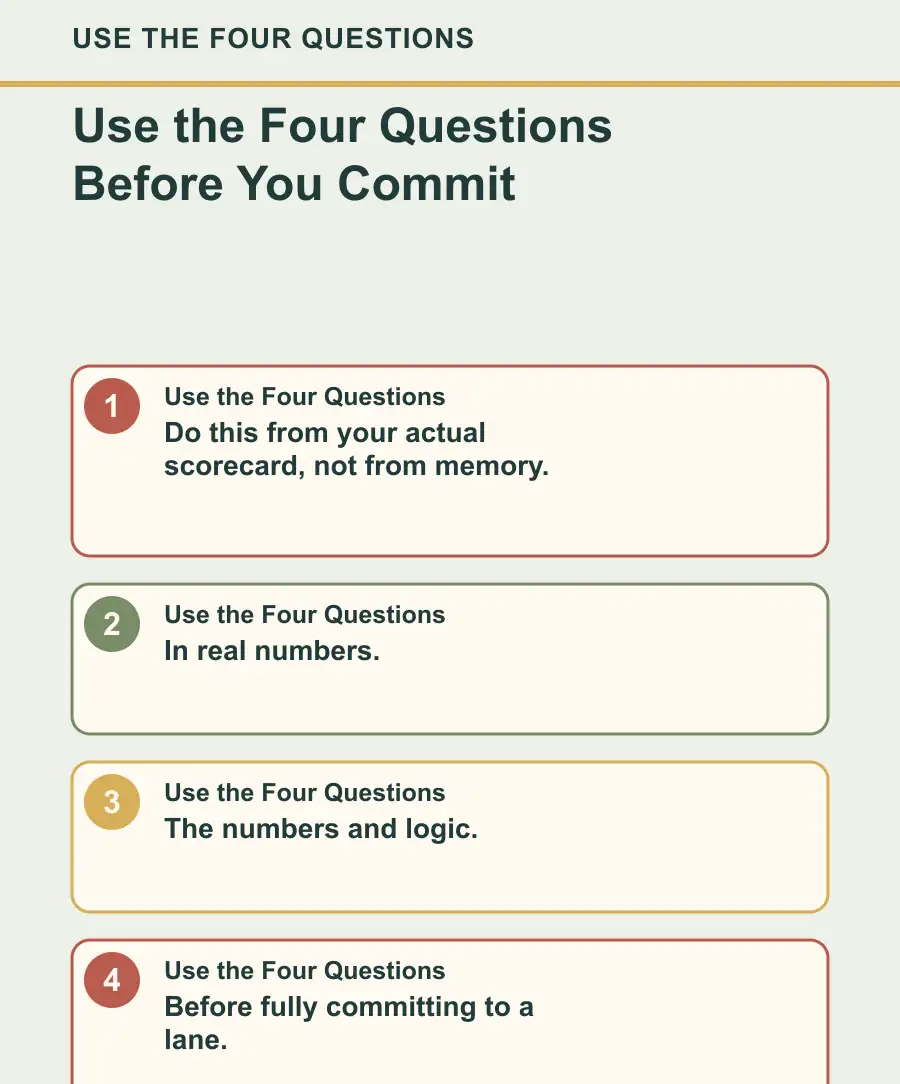 USE THE FOUR QUESTIONS
Use the Four Questions
Before You Commit
1
Use the Four Questions
Do this from your actual
scorecard, not from memory.
2
Use the Four Questions
In real numbers.
3
Use the Four Questions
The numbers and logic.
4
Use the Four Questions
Before fully committing to a
lane.